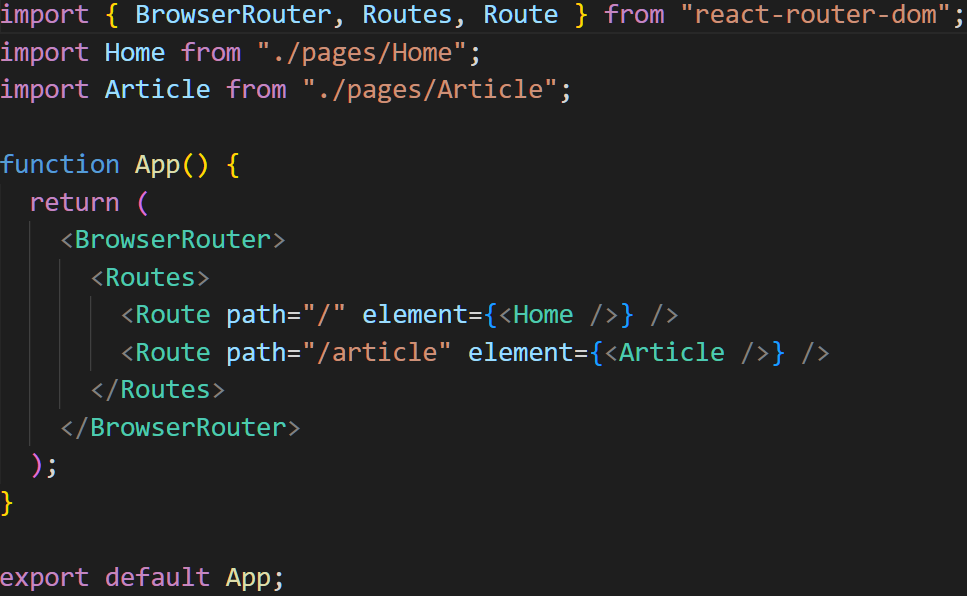 import { BrowserRouter, Routes, Route } from "react-router-dom";
import Home from "./pages/Home";
import Article from "./pages/Article";

function App() {
  return (
    <BrowserRouter>
      <Routes>
        <Route path="/" element={<Home />} />
        <Route path="/article" element={<Article />} />
      </Routes>
    </BrowserRouter>
  );
}

export default App;